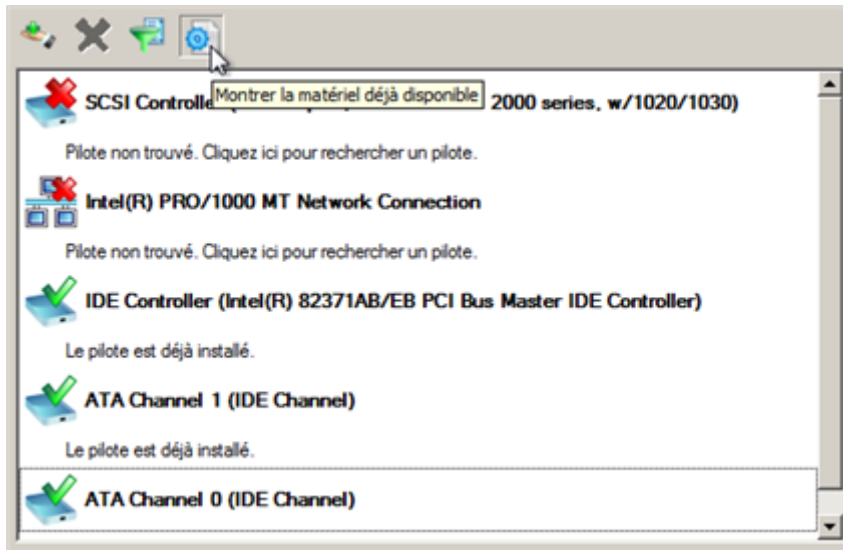 Montrer la matériel déjà disponible
SCSI Controlle 2000 series, w/1020/1030)
Pilote non trouvé. Cliquez ici pour rechercher un pilote.
Intel(R) PRO/1000 MT Network Connection
Pilote non trouvé. Cliquez ici pour rechercher un pilote.
IDE Controller (Intel(R) 82371AB/EB PCI Bus Master IDE Controller)
Le pilote est déjà installé.
ATA Channel 1 (IDE Channel)
Le pilote est déjà installé.
ATA Channel 0 (IDE Channel)